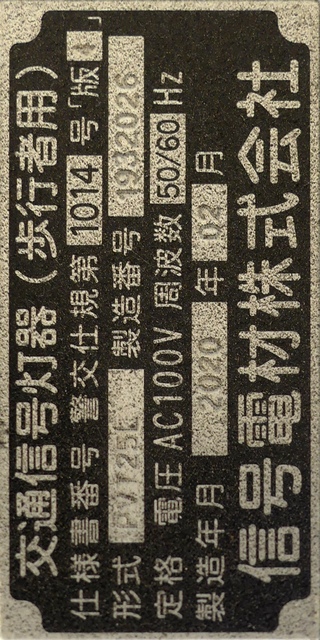 交通信号灯器（歩行者用）
仕様書番号 警交仕規第 1014 号「版 」
形式 製造番号 1932026
定格 電圧 AC100V 周波数 50/60 Hz
製造年月 2020 年 02 月
信号電材株式会社